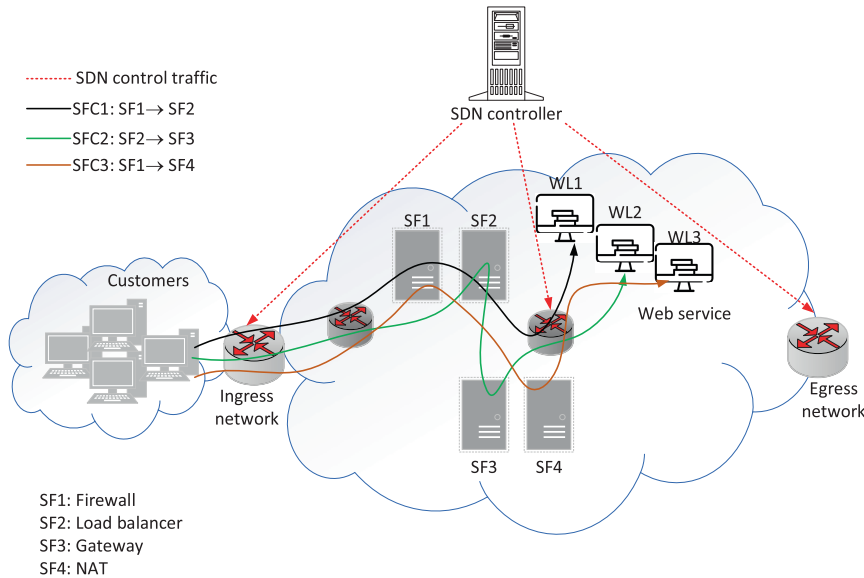 SDN control traffic
SFC1: SF1→ SF2
SFC2: SF2→ SF3
SFC3: SF1→ SF4
SDN controller
WL1
WL2
WL3
SF1
SF2
Customers
Web service
Ingress
network
Egress
network
SF3
SF4
SF1: Firewall
SF2: Load balancer
SF3: Gateway
SF4: NAT